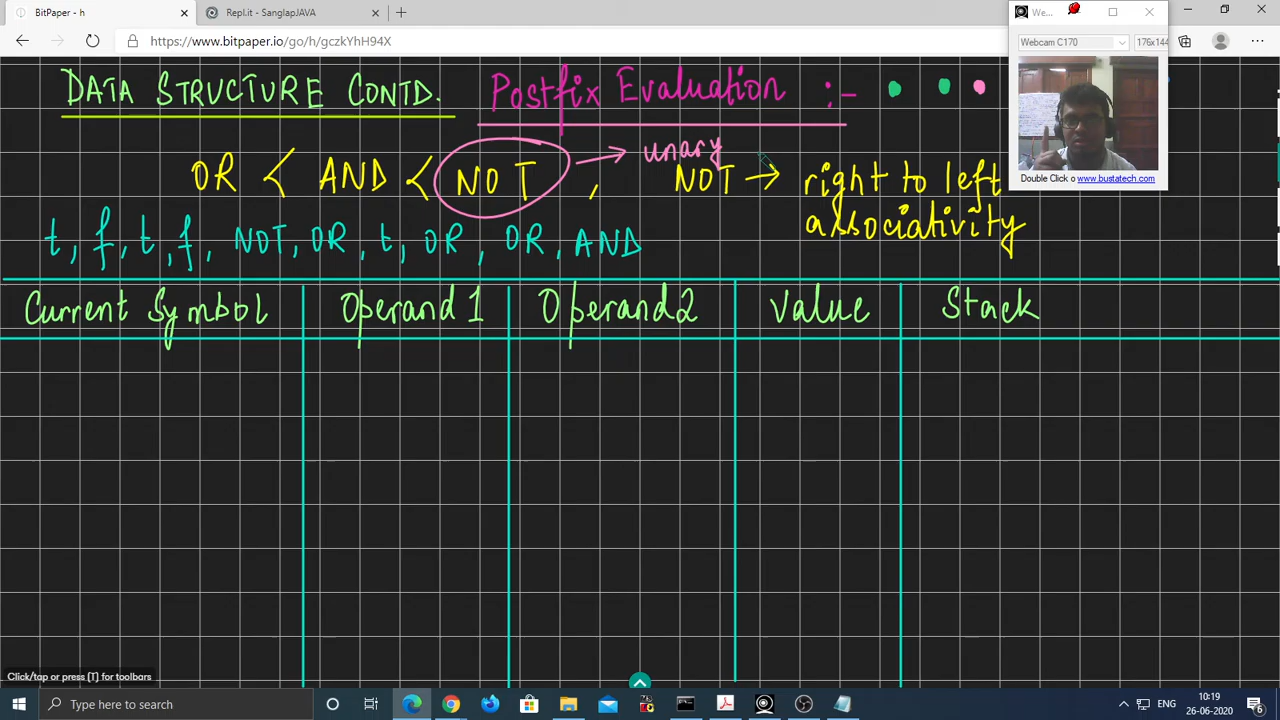 BitPaper - h
Repl.it - SanglapJAVA
We...
https://www.bitpaper.io/go/h/gczkYhH94X
Webcam C170
176x144
DATA STRUCTURE CONTD. Postfix Evaluation :-
unary
OR < AND < NOT , NOT → right to left
associativity
Double Click o www.bustatech.com
t, f, t, f, NOT, OR, t, OR, OR, AND
Current Symbol Operand 1 Operand 2 Value Stack
Click/tap or press [T] for toolbars
Type here to search
ENG
10:19
26-06-2020
6